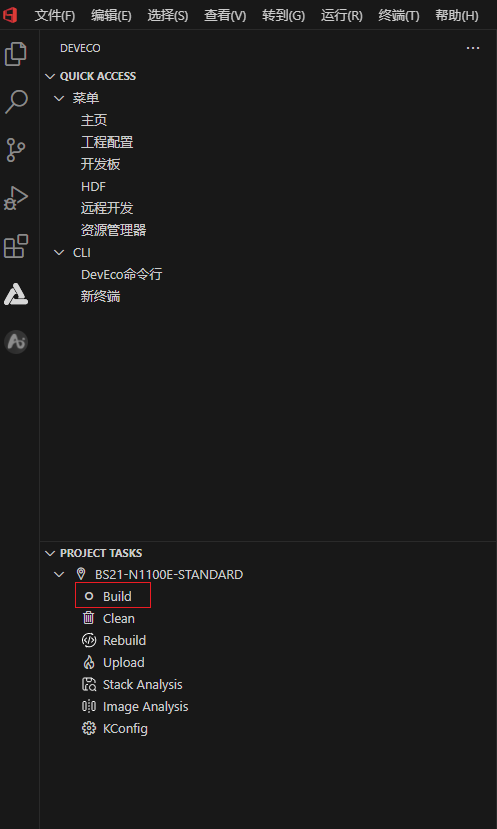 文件(F) 编辑(E) 选择(S) 查看(V) 转到(G) 运行(R) 终端(T) 帮助(H)
DEVECO
QUICK ACCESS
菜单
主页
工程配置
开发板
HDF
远程开发
资源管理器
CLI
DevEco命令行
新终端
PROJECT TASKS
BS21-N1100E-STANDARD
Build
Clean
Rebuild
Upload
Stack Analysis
Image Analysis
KConfig